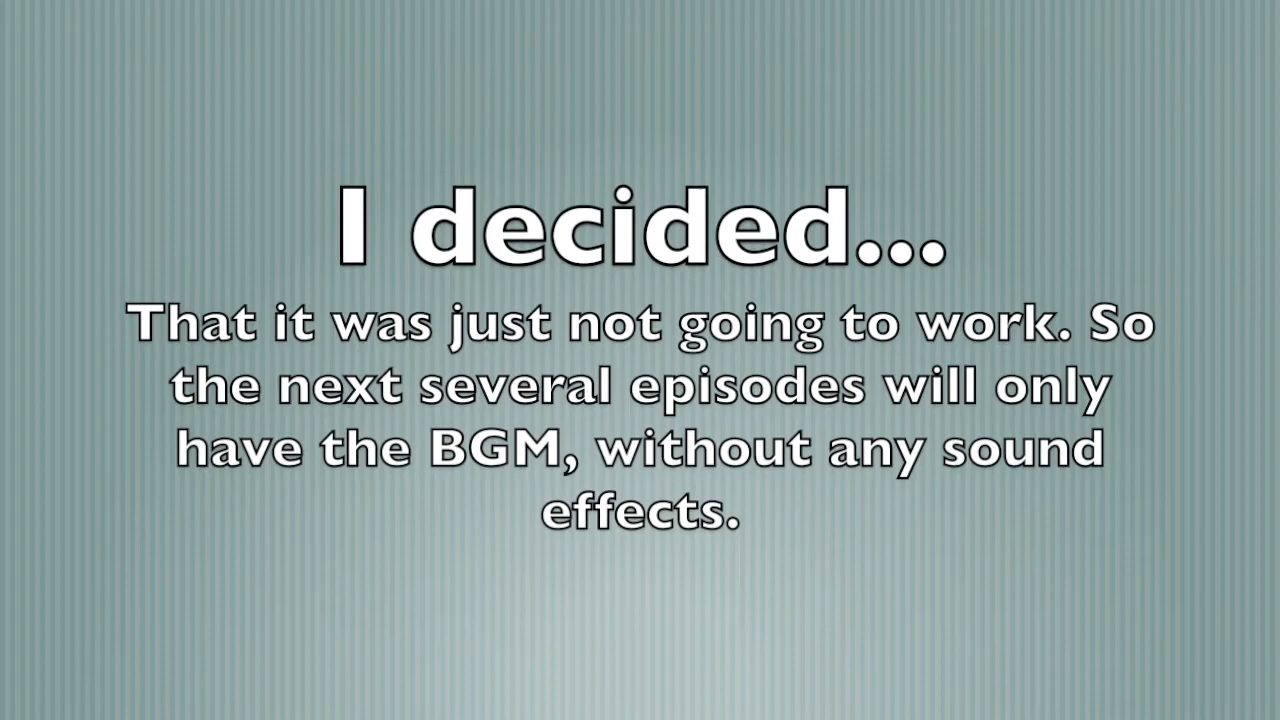 I decided...
That it was just not going to work. So
the next several episodes will only
have the BGM, without any sound
effects.